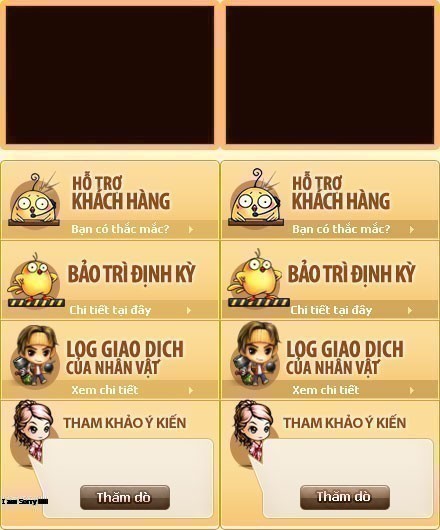 HỖ TRỢ
KHÁCH HÀNG
Bạn có thắc mắc?
BẢO TRÌ ĐỊNH KỲ
Chi tiết tại đây
LOG GIAO DỊCH
CỦA NHÂN VẬT
Xem chi tiết
THAM KHẢO Ý KIẾN
Thăm dò
I am Sorry !!!!!
HỖ TRỢ
KHÁCH HÀNG
Bạn có thắc mắc?
BẢO TRÌ ĐỊNH KỲ
Chi tiết tại đây
LOG GIAO DỊCH
CỦA NHÂN VẬT
Xem chi tiết
THAM KHẢO Ý KIẾN
Thăm dò